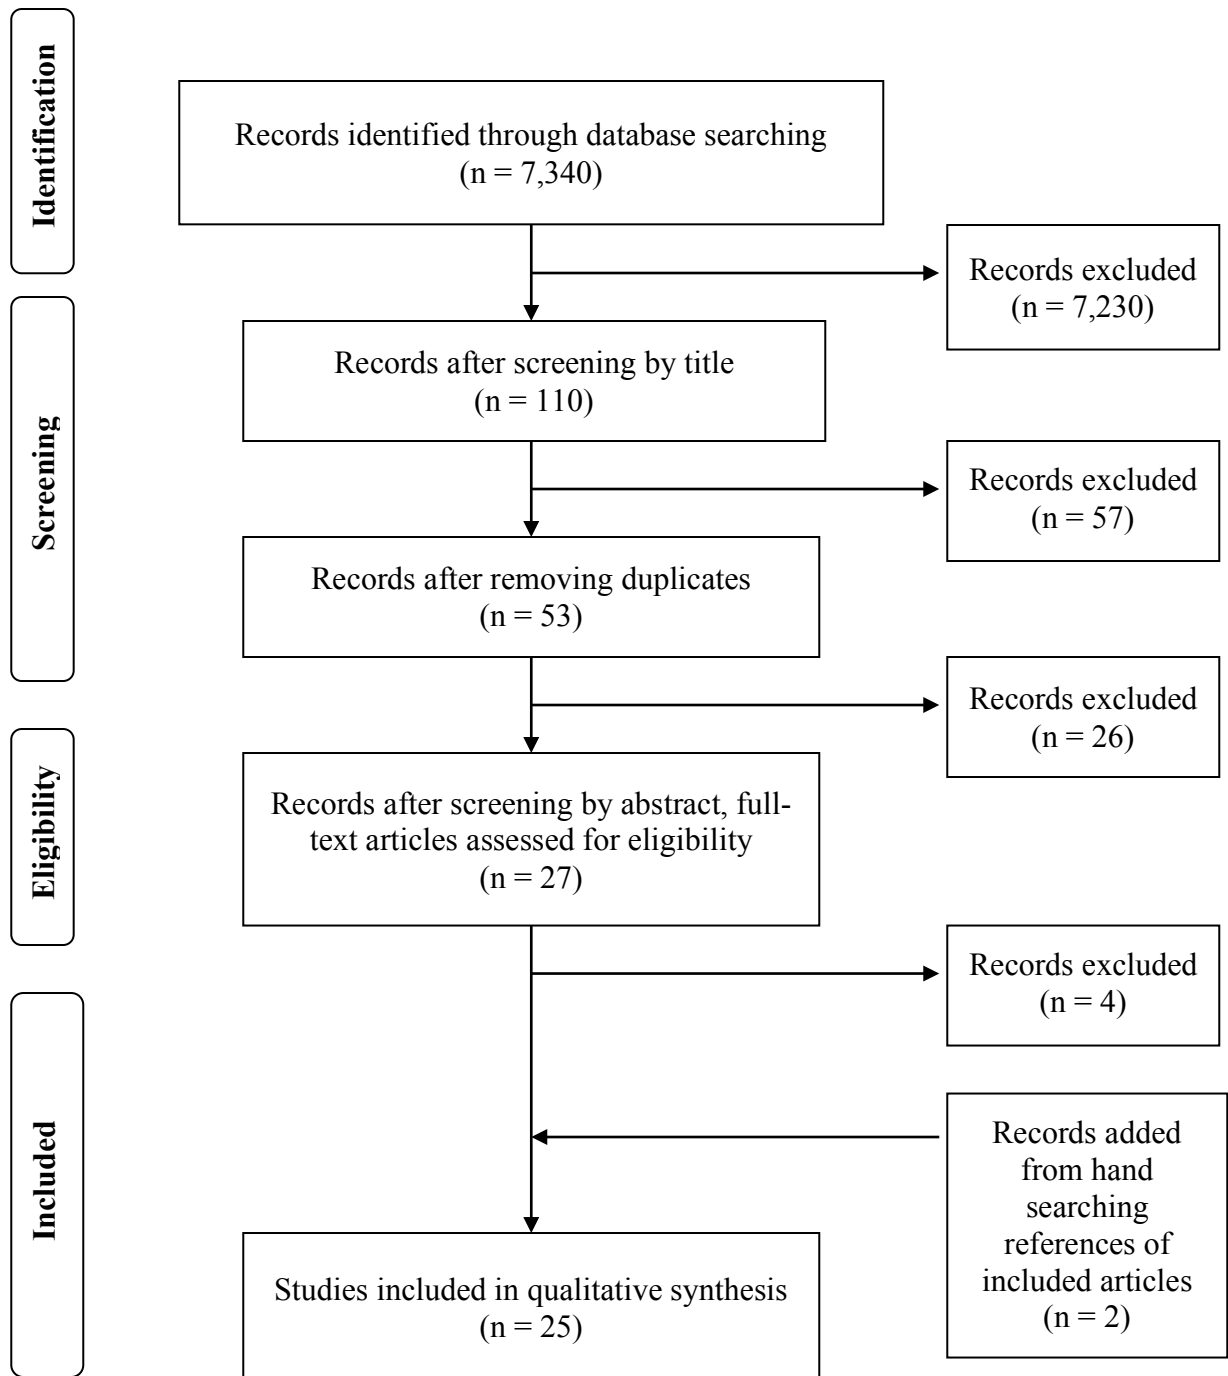 Identification
Records identified through database searching
(n = 7,340)
Records excluded
(n = 7,230)
Screening
Records after screening by title
(n = 110)
Records excluded
(n = 57)
Records after removing duplicates
(n = 53)
Records excluded
(n = 26)
Eligibility
Records after screening by abstract, full-
text articles assessed for eligibility
(n = 27)
Records excluded
(n = 4)
Included
Records added
from hand
searching
references of
included articles
(n = 2)
Studies included in qualitative synthesis
(n = 25)